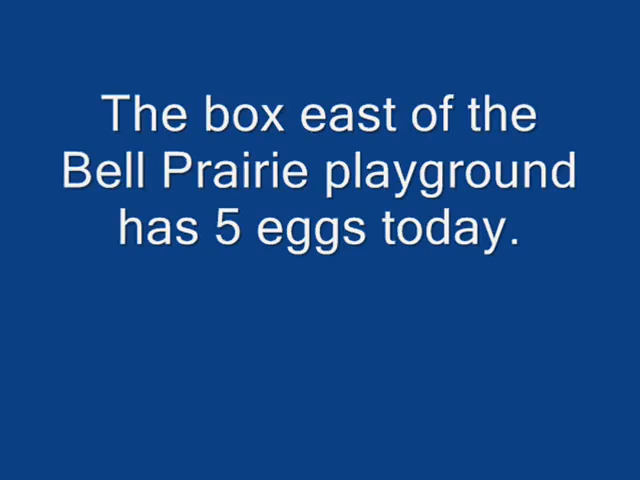 The box east of the
Bell Prairie playground
has 5 eggs today.